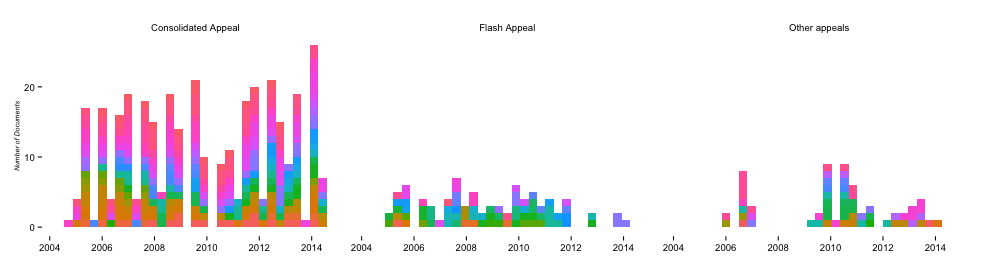 Consolidated Appeal
Flash Appeal
Other appeals
Number of Documents
20
10
0
2004 2006 2008 2010 2012 2014
2004 2006 2008 2010 2012 2014
2004 2006 2008 2010 2012 2014